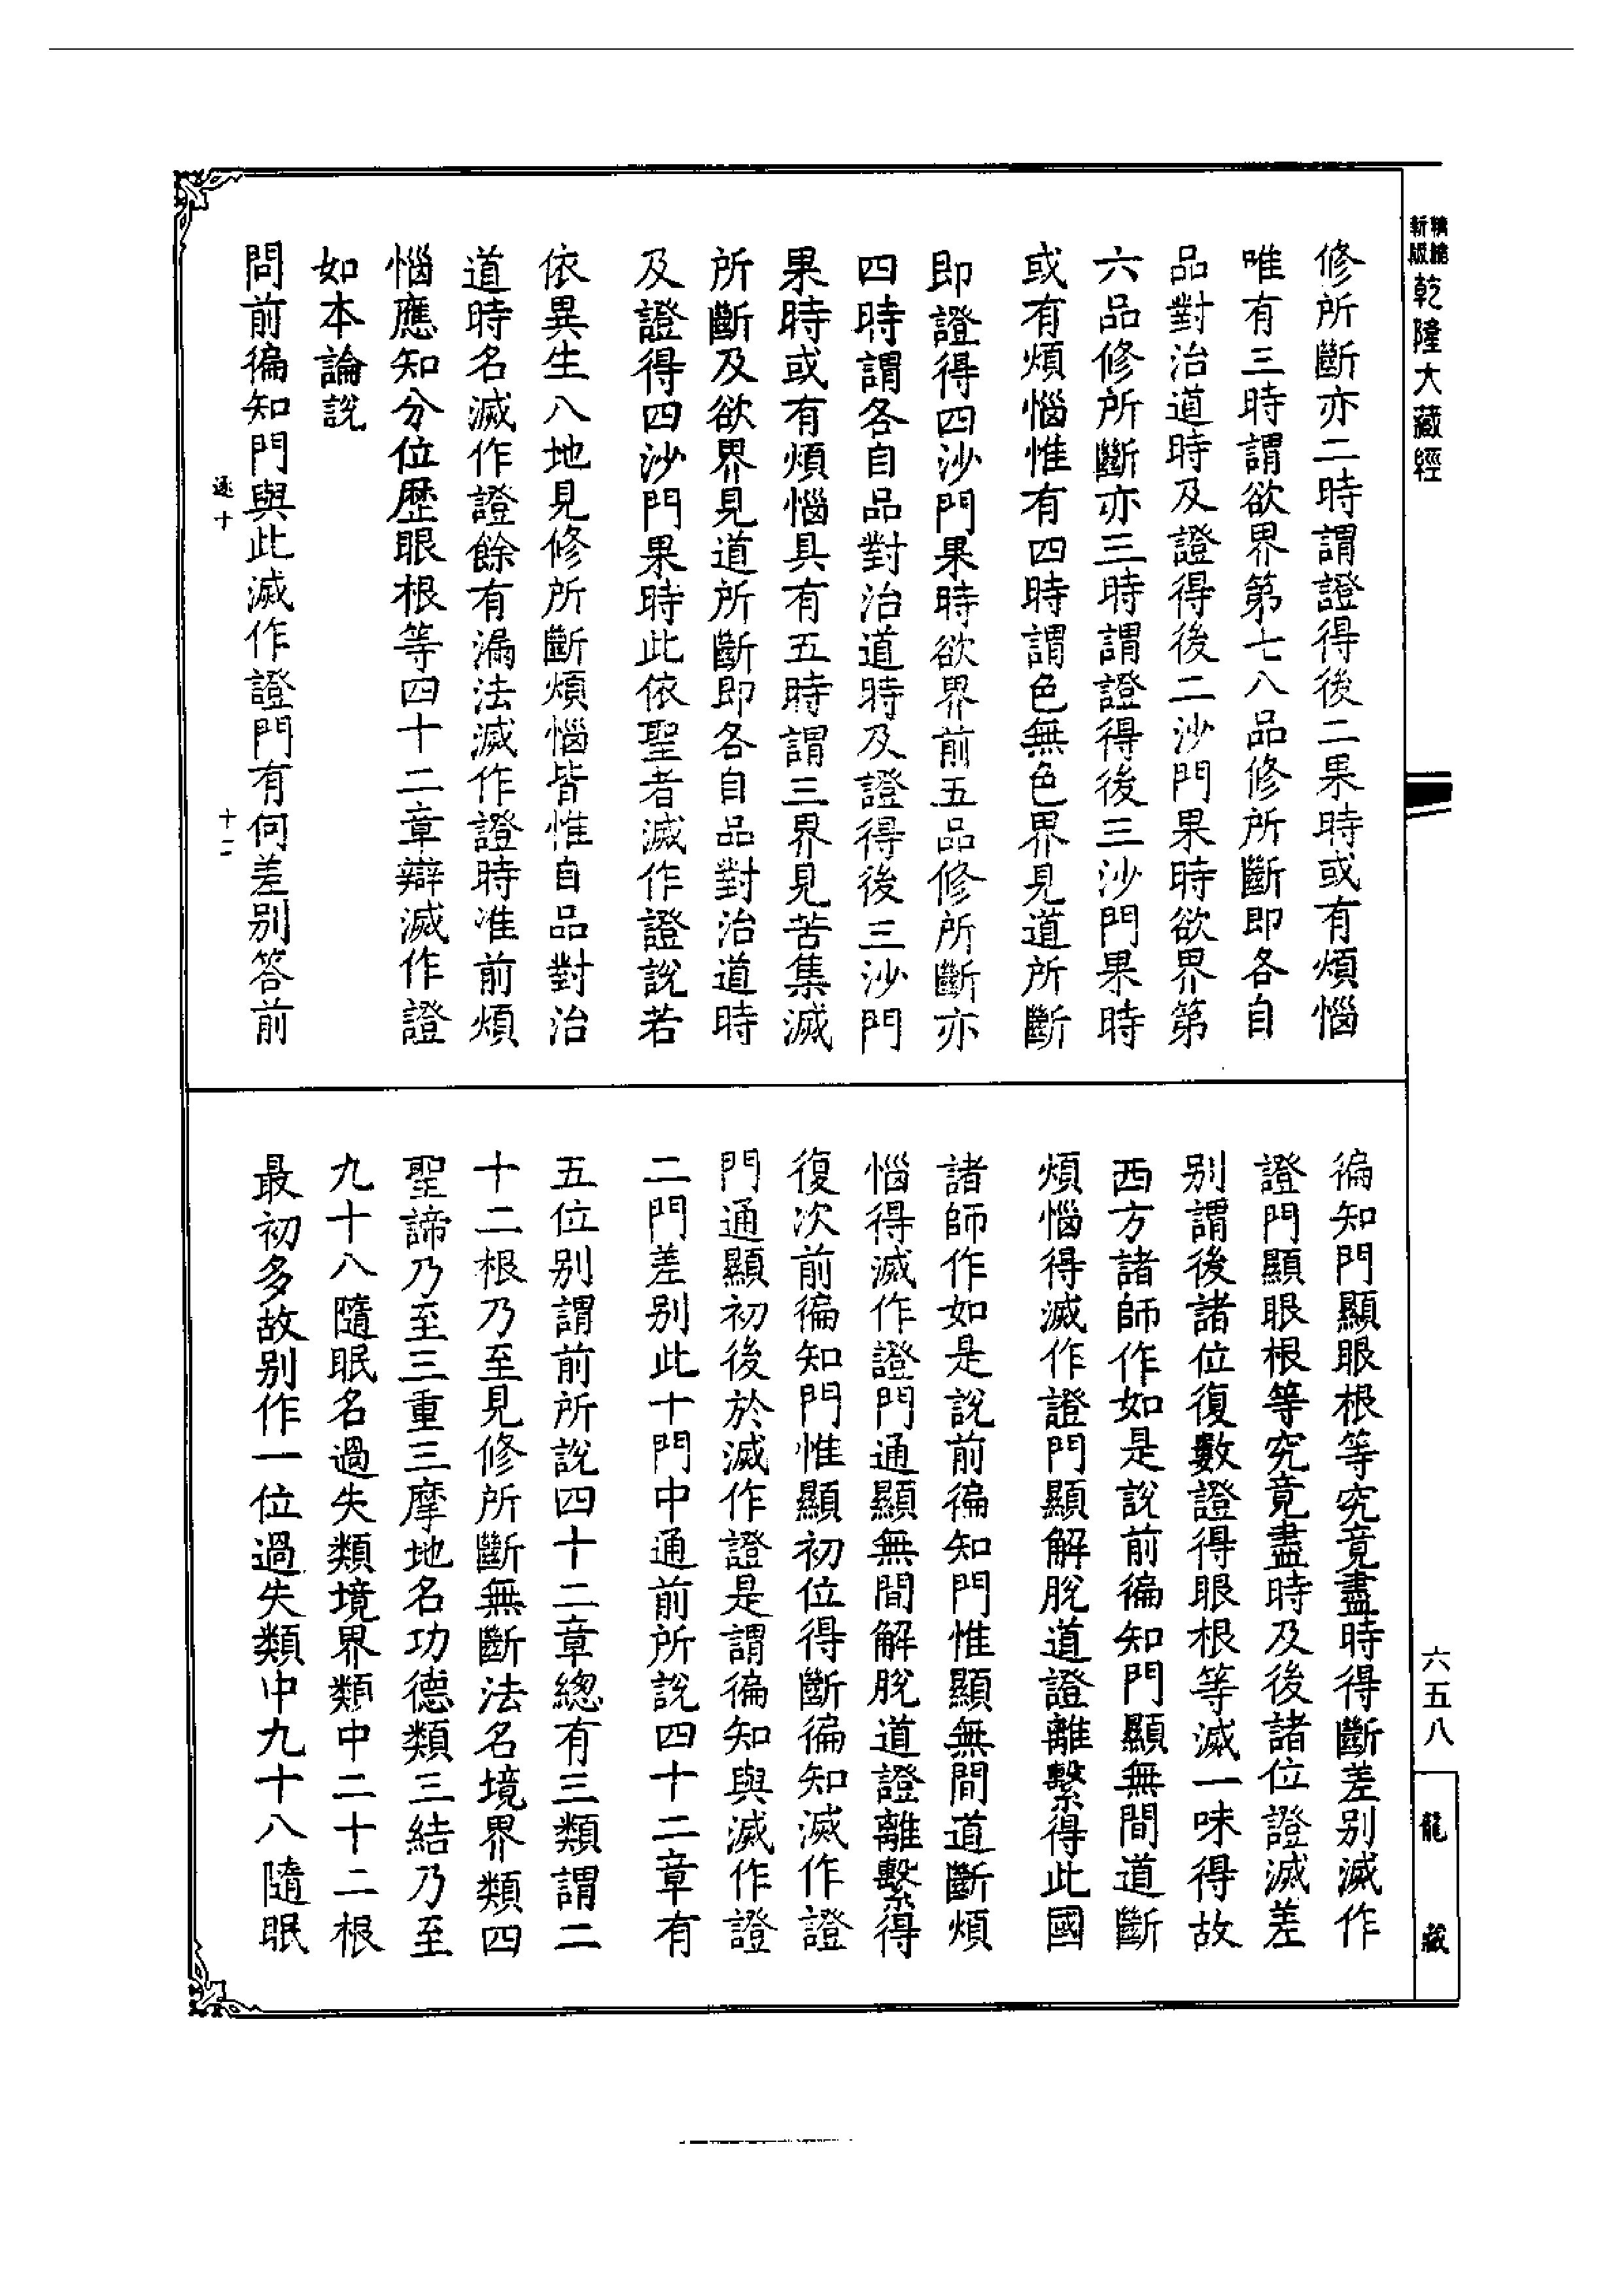 新版精縮乾隆大藏經
修所斷亦二時謂證得後二果時或有煩惱
唯有三時謂欲界第七八品修所斷即各自
品對治道時及證得後二沙門果時欲界第
六品修所斷亦三時謂證得後三沙門果時
或有煩惱惟有四時謂色無色界見道所斷
即證得四沙門果時欲界前五品修所斷亦
四時謂各自品對治道時及證得後三沙門
果時或有煩惱具有五時謂三界見苦集滅
所斷及欲界見道所斷即各自品對治道時
及證得四沙門果時此依聖者滅作證說若
依異生八地見修所斷煩惱皆惟自品對治
道時名滅作證餘有漏法滅作證時准前煩
惱應知分位歷眼根等四十二章辯滅作證
如本論說
問前徧知門與此滅作證門有何差別答前
逐十
十二
徧知門顯眼根等究竟盡時得斷差別滅作
證門顯眼根等究竟盡時及後諸位證滅差
別謂後諸位復數證得眼根等滅一味得故
西方諸師作如是說前徧知門顯無間道斷
煩惱得滅作證門顯解脫道證離繫得此國
諸師作如是說前徧知門惟顯無間道斷煩
惱得滅作證門通顯無間解脫道證離繫得
復次前徧知門惟顯初位得斷徧知滅作證
門通顯初後於滅作證是謂徧知與滅作證
二門差別此十門中通前所說四十二章有
五位別謂前所說四十二章總有三類謂二
十二根乃至見修所斷無斷法名境界類四
聖諦乃至三重三摩地名功德類三結乃至
九十八隨眠名過失類境界類中二十二根
最初多故別作一位過失類中九十八隨眠
六五八
龍藏